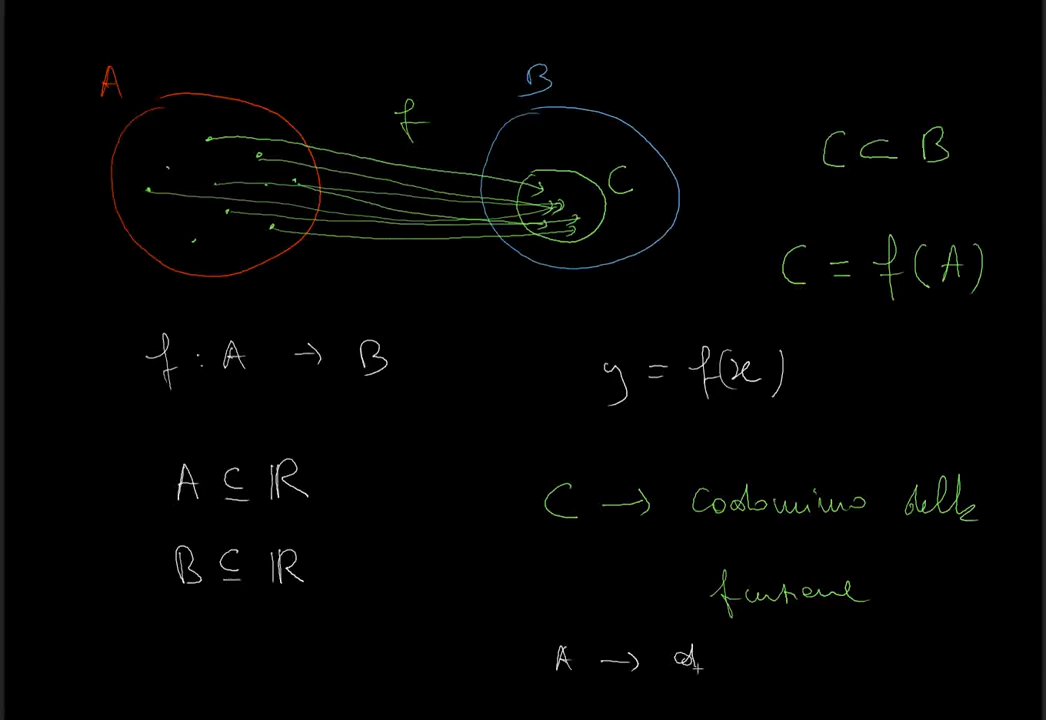 A
B
f
C
C ⊂ B
C = f(A)
f : A → B
y = f(x)
A ⊆ ℝ
B ⊆ ℝ
C → codominio della
funzione
A → d